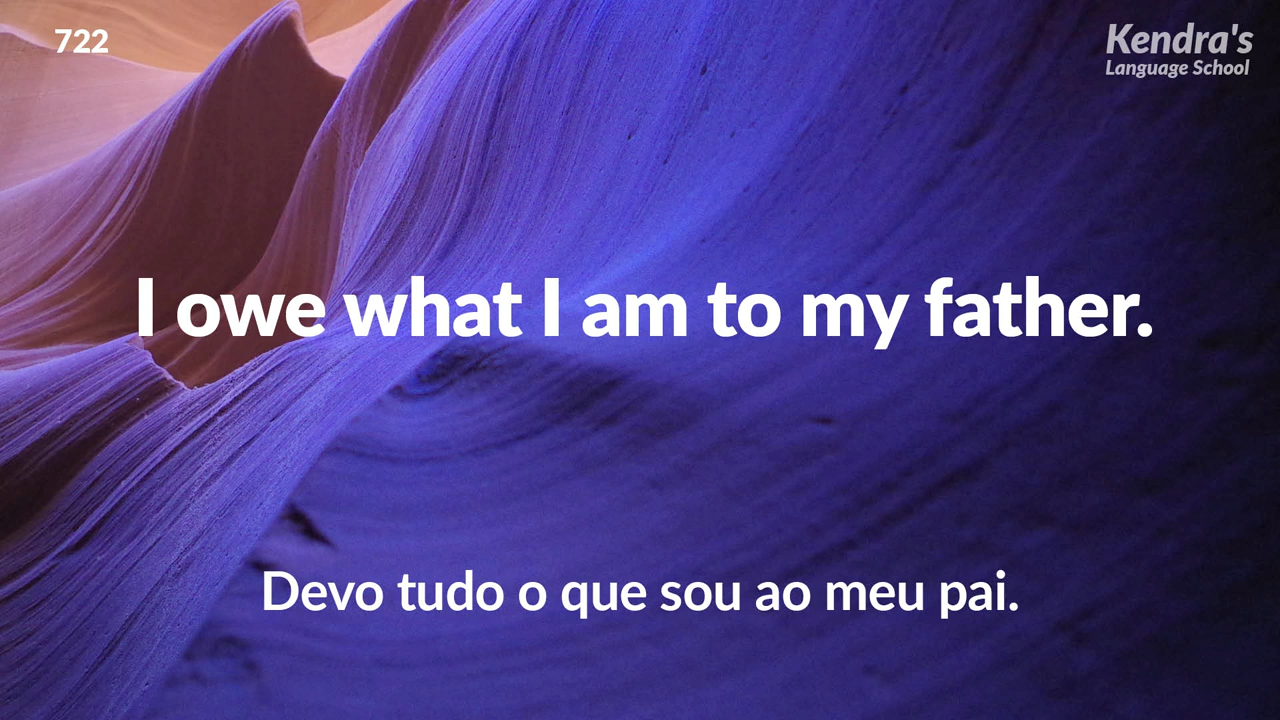 722
Kendra's
Language School
I owe what I am to my father.
Devo tudo o que sou ao meu pai.